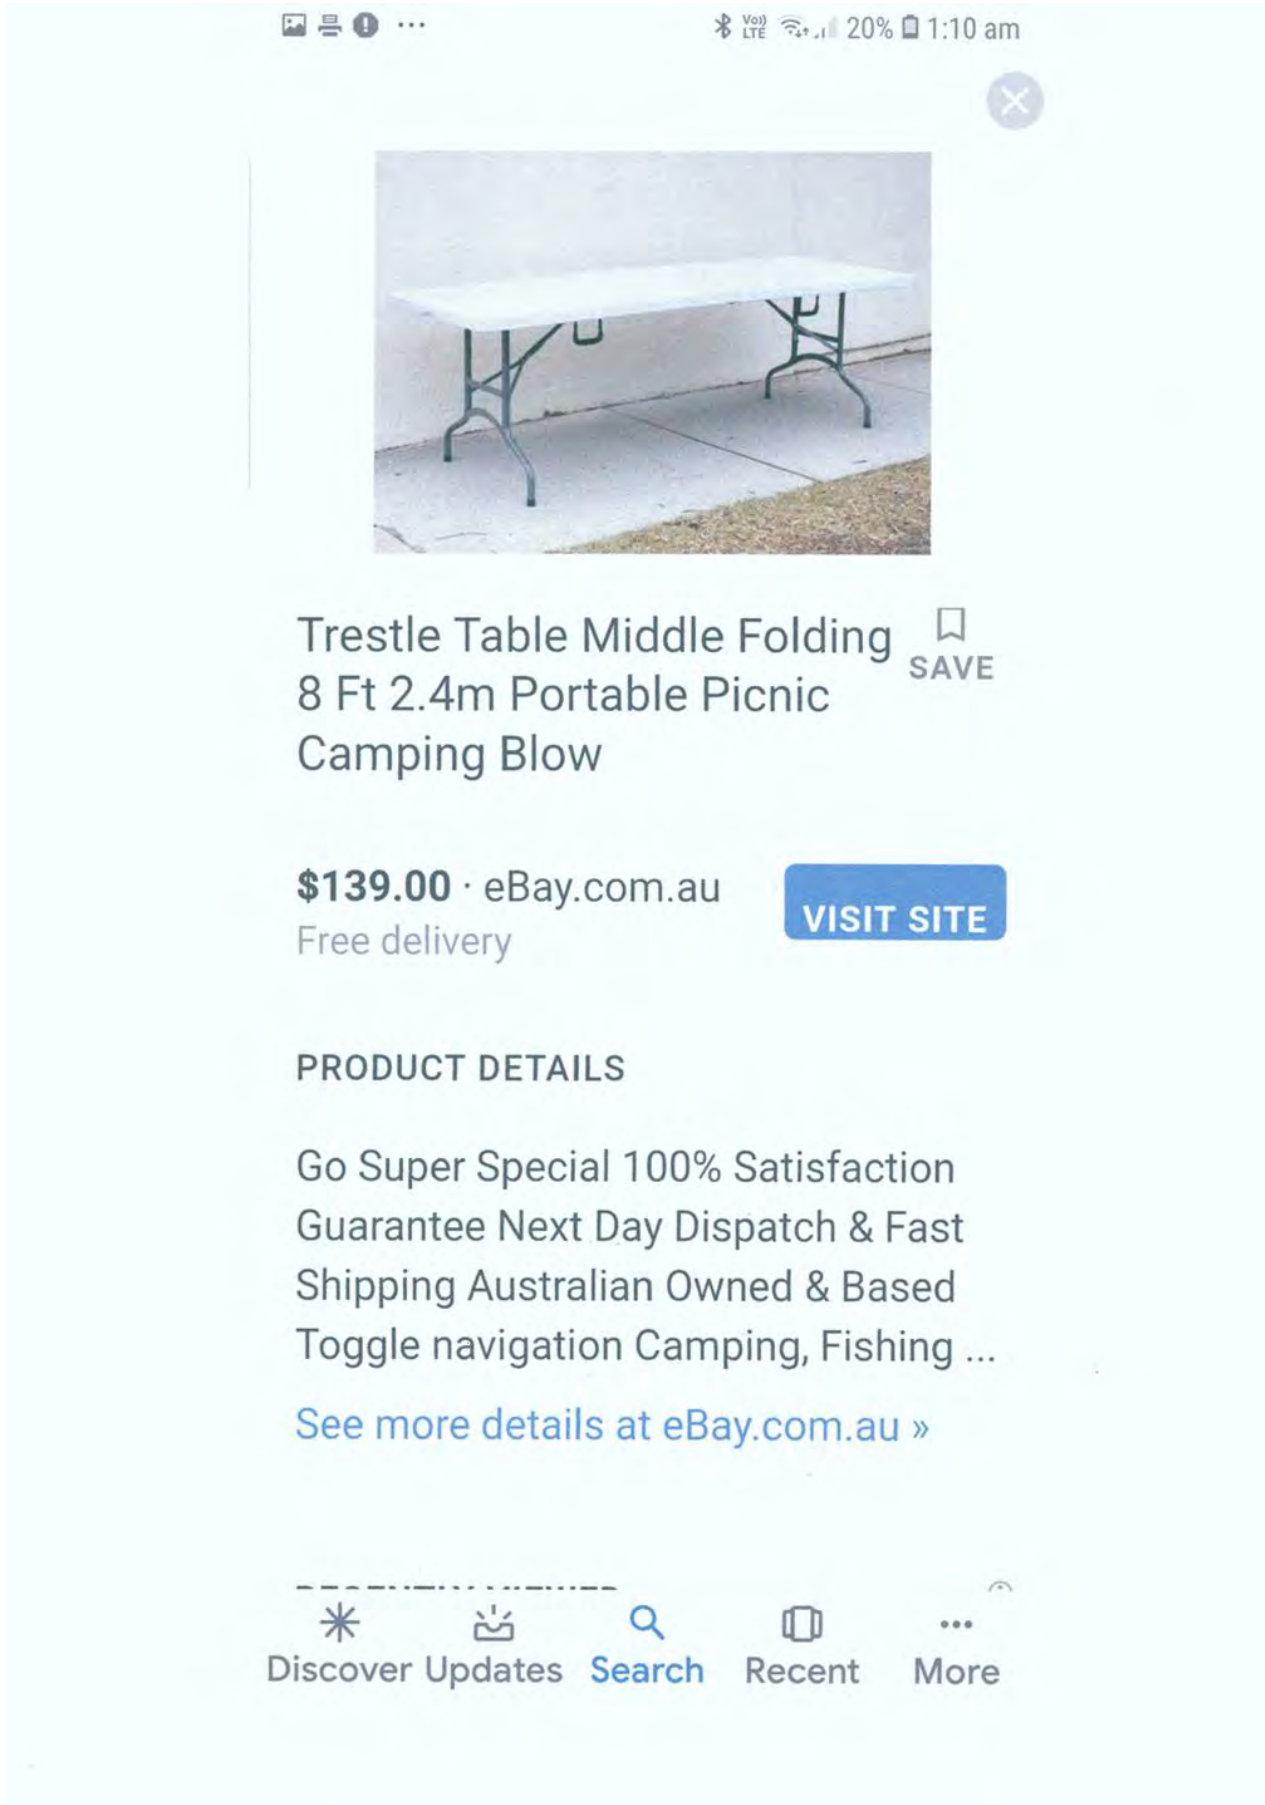 Vo))
LTE
20%
1:10 am
Trestle Table Middle Folding
8 Ft 2.4m Portable Picnic
Camping Blow
SAVE
$139.00 · eBay.com.au
Free delivery
VISIT SITE
PRODUCT DETAILS
Go Super Special 100% Satisfaction
Guarantee Next Day Dispatch & Fast
Shipping Australian Owned & Based
Toggle navigation Camping, Fishing ...
See more details at eBay.com.au »
Discover Updates Search Recent More